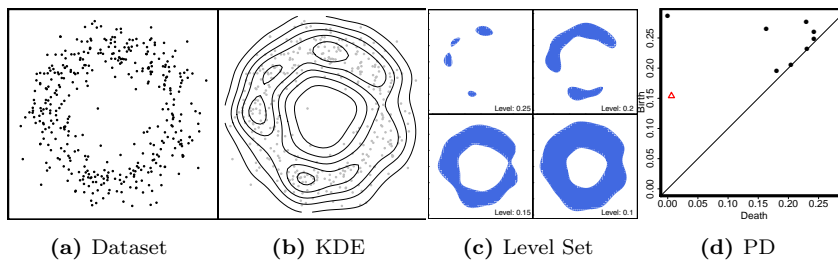 Level: 0.25
Level: 0.2
Level: 0.15
Level: 0.1
Birth
0.00 0.05 0.10 0.15 0.20 0.25
0.00 0.05 0.10 0.15 0.20 0.25
Death
(a) Dataset
(b) KDE
(c) Level Set
(d) PD